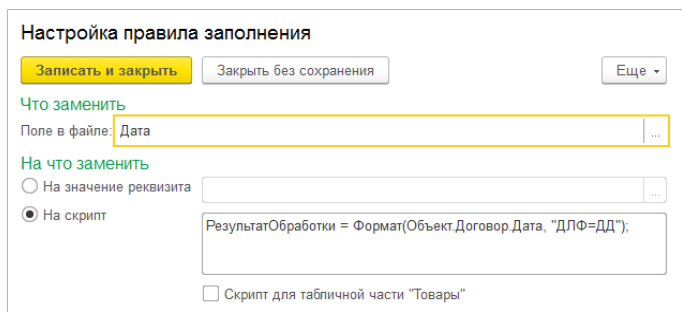 Настройка правила заполнения
Записать и закрыть
Закрыть без сохранения
Еще
Что заменить
Поле в файле: Дата
...
На что заменить
На значение реквизита
...
На скрипт
РезультатОбработки = Формат(Объект.Договор.Дата, "ДЛФ=ДД");
Скрипт для табличной части "Товары"